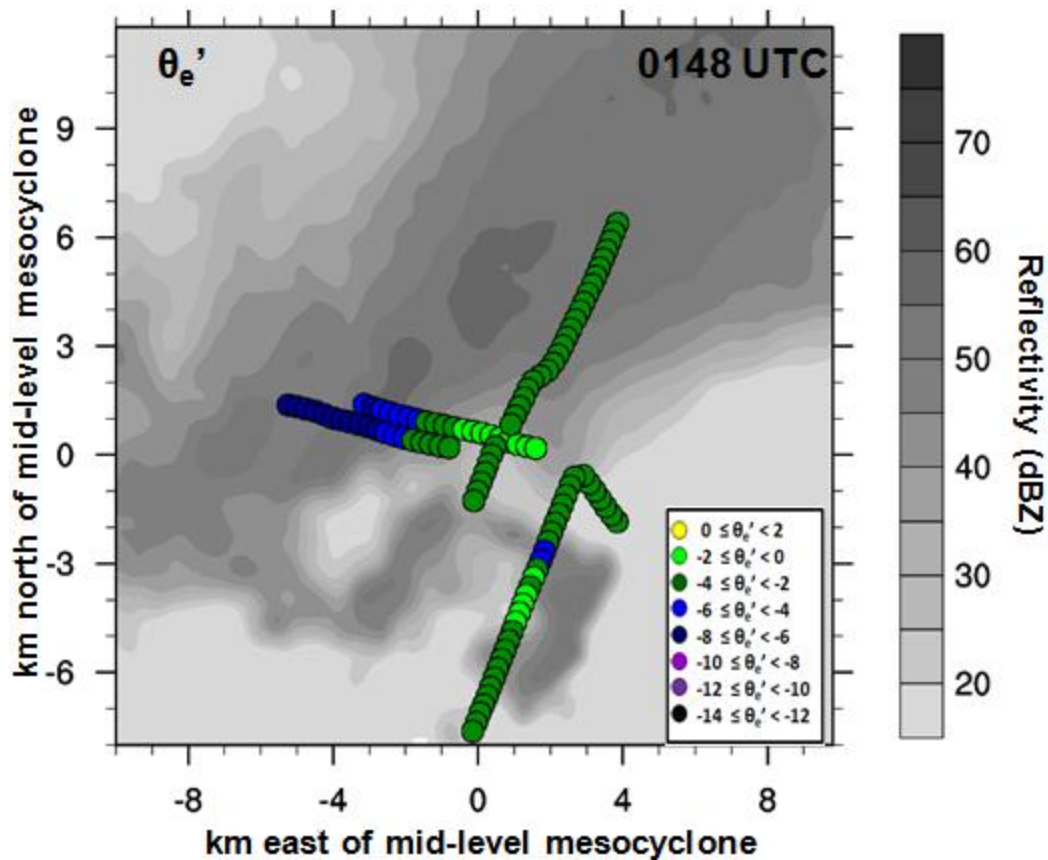 θe’ 0148 UTC
km north of mid-level mesocyclone
9
6
3
0
-3
-6
-8 -4 0 4 8
km east of mid-level mesocyclone
0 ≤ θe’ < 2
-2 ≤ θe’ < 0
-4 ≤ θe’ < -2
-6 ≤ θe’ < -4
-8 ≤ θe’ < -6
-10 ≤ θe’ < -8
-12 ≤ θe’ < -10
-14 ≤ θe’ < -12
70
60
50
40
30
20
Reflectivity (dBZ)